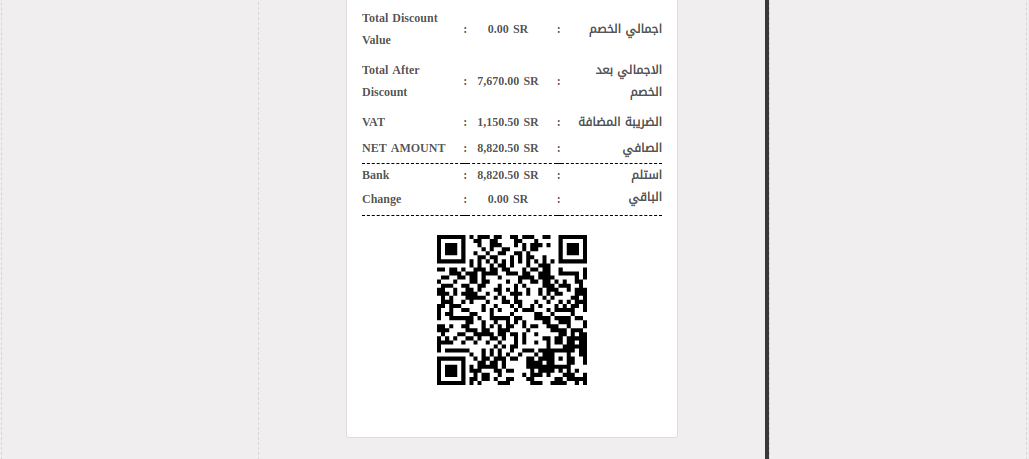 Total Discount Value : 0.00 SR : اجمالي الخصم
Total After Discount : 7,670.00 SR : الاجمالي بعد الخصم
VAT : 1,150.50 SR : الضريبة المضافة
NET AMOUNT : 8,820.50 SR : الصافي
Bank : 8,820.50 SR : استلم
Change : 0.00 SR : الباقي